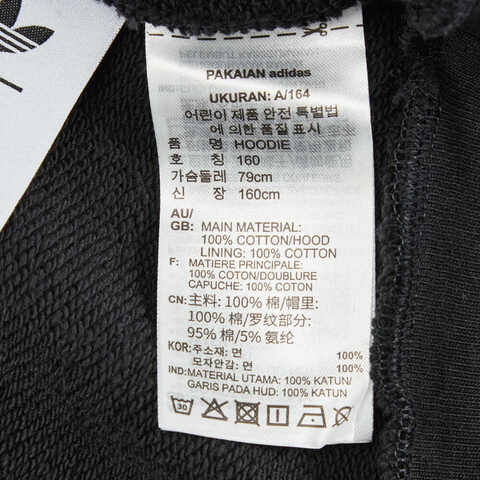 PAKAIAN adidas
UKURAN: A/164
어린이 제품 안전 특별법
에 의한 품질 표시
품 명 HOODIE
호 칭 160
가슴둘레 79cm
신 장 160cm
AU/
GB: MAIN MATERIAL:
100% COTTON/HOOD
LINING: 100% COTTON
F: MATIERE PRINCIPALE:
100% COTON/DOUBLURE
CAPUCHE: 100% COTON
CN: 主料: 100% 棉/帽里:
100% 棉/罗纹部分:
95% 棉/5% 氨纶
KOR: 주소재: 면 100%
모자안감: 면 100%
IND: MATERIAL UTAMA: 100% KATUN/
GARIS PADA HUD: 100% KATUN
30